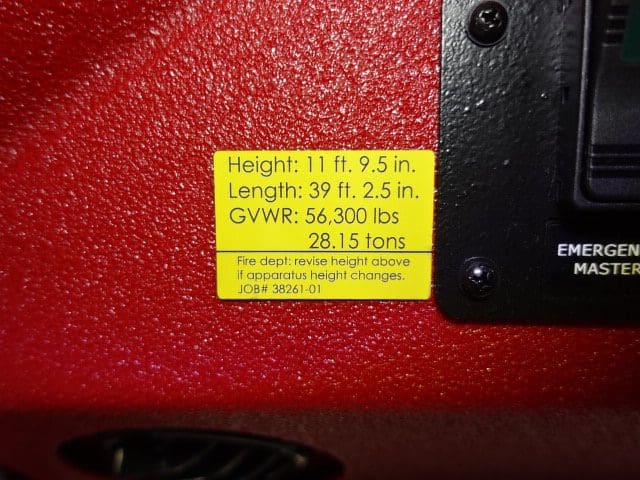 Height: 11 ft. 9.5 in.
Length: 39 ft. 2.5 in.
GVWR: 56,300 lbs
28.15 tons
Fire dept: revise height above
if apparatus height changes.
JOB# 38261-01
MASTER